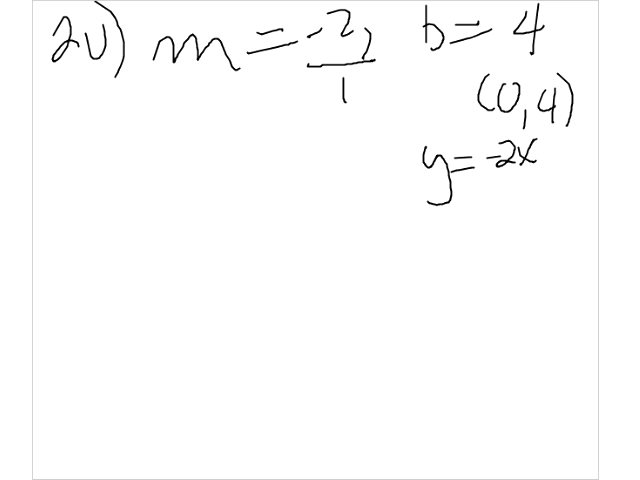 20) m = -2/1, b = 4
(0,4)
y = -2x